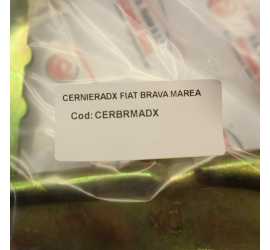 CERNIERADX FIAT BRAVA MAREA
Cod: CERBRMADX